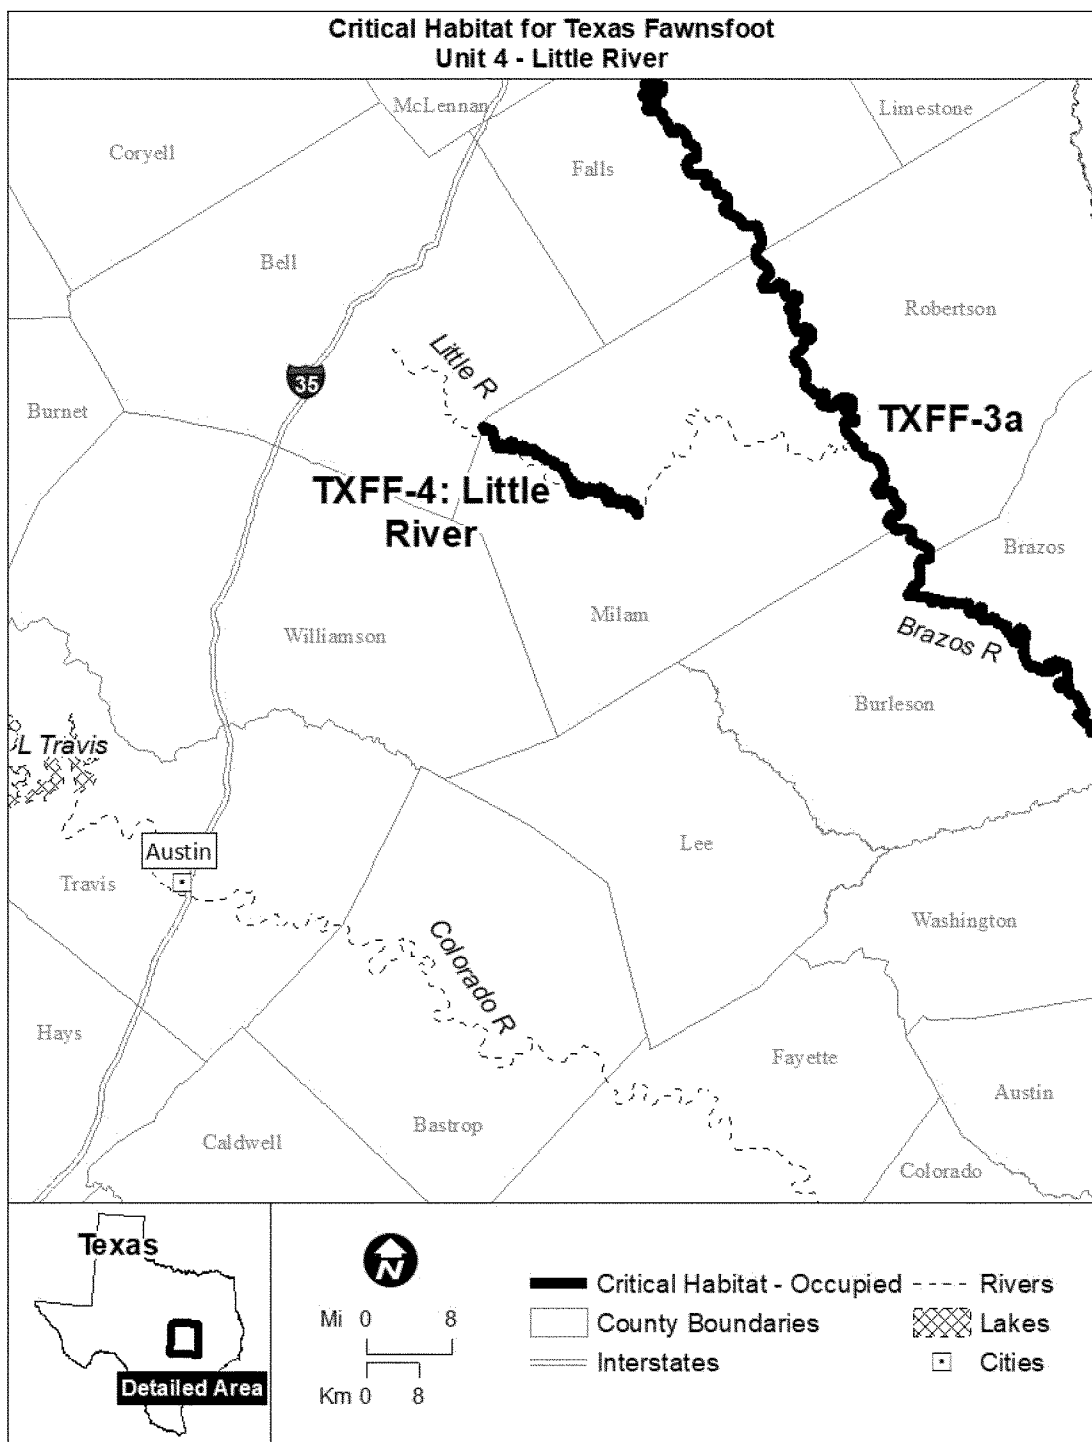 Critical Habitat for Texas Fawnsfoot
Unit 4 - Little River
McLennan
Limestone
Coryell
Falls
Bell
Robertson
Little R
35
Burnet
TXFF-3a
TXFF-4: Little
River
Brazos
Milam
Williamson
Brazos R
Burleson
L Travis
Lee
Austin
Travis
Washington
Colorado R
Hays
Fayette
Austin
Bastrop
Caldwell
Colorado
Texas
Detailed Area
N
Mi 0 8
Km 0 8
Critical Habitat - Occupied
County Boundaries
Interstates
Rivers
Lakes
Cities